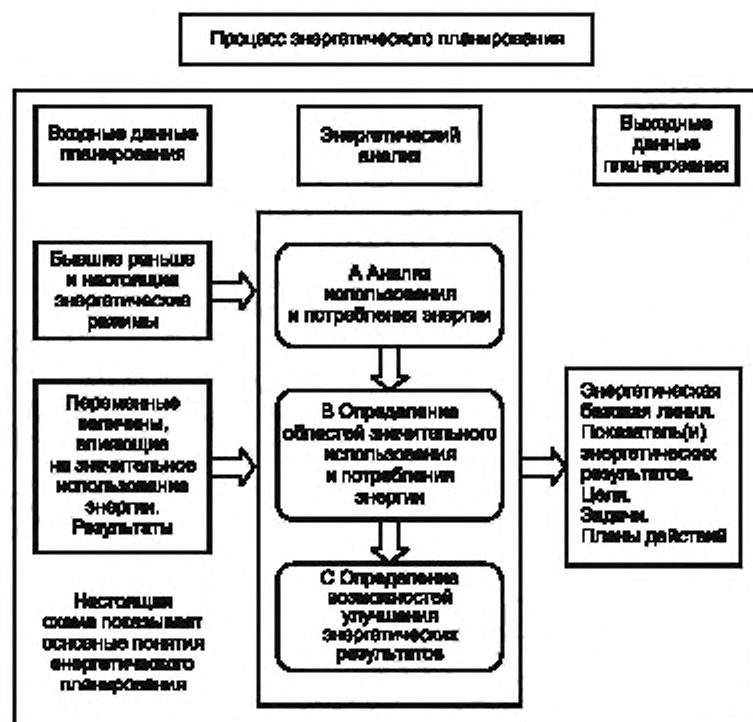 Процесс энергетического планирования
Входные данные
планирования
Энергетический
анализ
Выходные
данные
планирования
Бывшие раньше
и настоящие
энергетические
режимы
А Анализ
использования
и потребления энергии
Переменные
величины,
влияющие
на значительное
использование
энергии.
Результаты
В Определение
областей значительного
использования
и потребления
энергии
Энергетическая
базовая линия.
Показатель(и)
энергетических
результатов.
Цели.
Задачи.
Планы действий
С Определение
возможностей
улучшения
энергетических
результатов
Настоящая
схема показывает
основные понятия
энергетического
планирования